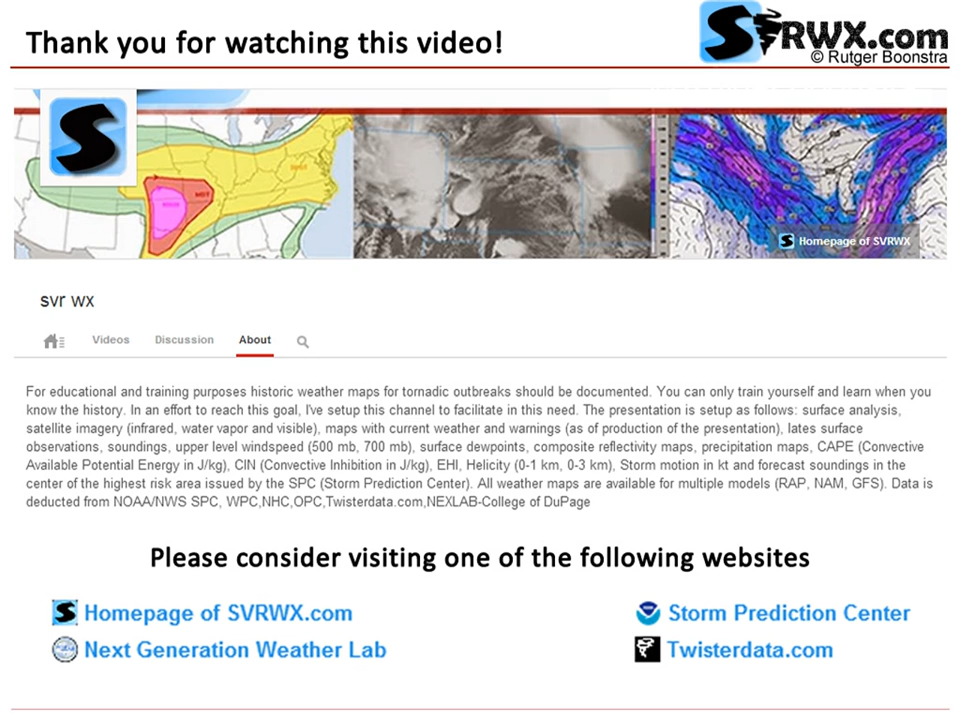 Thank you for watching this video!
SVRWX.com
© Rutger Boonstra
Homepage of SVRWX
svr wx
Videos Discussion About
For educational and training purposes historic weather maps for tornadic outbreaks should be documented. You can only train yourself and learn when you
know the history. In an effort to reach this goal, I've setup this channel to facilitate in this need. The presentation is setup as follows: surface analysis,
satellite imagery (infrared, water vapor and visible), maps with current weather and warnings (as of production of the presentation), lates surface
observations, soundings, upper level windspeed (500 mb, 700 mb), surface dewpoints, composite reflectivity maps, precipitation maps, CAPE (Convective
Available Potential Energy in J/kg), CIN (Convective Inhibition in J/kg), EHI, Helicity (0-1 km, 0-3 km), Storm motion in kt and forecast soundings in the
center of the highest risk area issued by the SPC (Storm Prediction Center). All weather maps are available for multiple models (RAP, NAM, GFS). Data is
deducted from NOAA/NWS SPC, WPC,NHC,OPC,Twisterdata.com,NEXLAB-College of DuPage
Please consider visiting one of the following websites
Homepage of SVRWX.com
Storm Prediction Center
Next Generation Weather Lab
Twisterdata.com